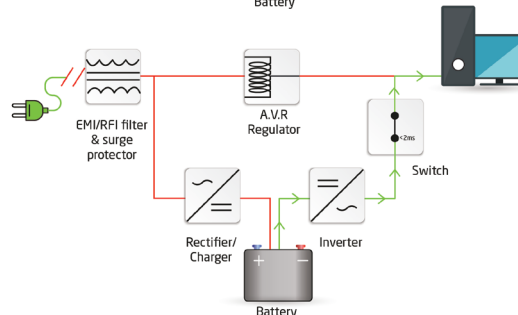 Battery
EMI/RFI filter
& surge
protector
A.V.R
Regulator
<2ms
Switch
Rectifier/
Charger
Inverter
+ −
Battery